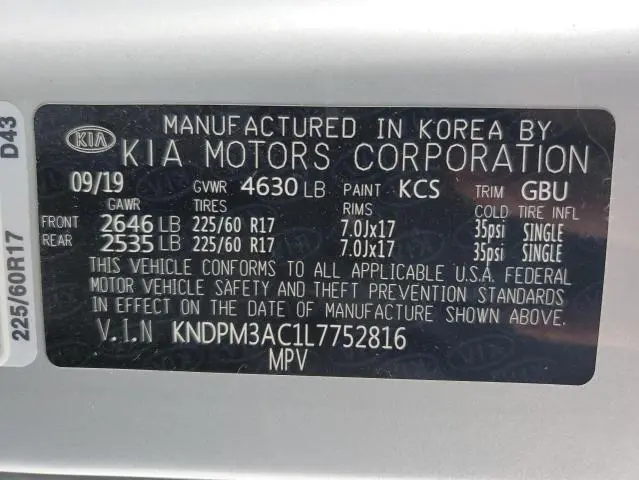 KIA
MANUFACTURED IN KOREA BY
KIA MOTORS CORPORATION
09/19 GVWR 4630 LB PAINT KCS TRIM GBU
GAWR TIRES RIMS COLD TIRE INFL
FRONT 2646 LB 225/60 R17 7.0Jx17 35psi SINGLE
REAR 2535 LB 225/60 R17 7.0Jx17 35psi SINGLE
THIS VEHICLE CONFORMS TO ALL APPLICABLE U.S.A. FEDERAL
MOTOR VEHICLE SAFETY AND THEFT PREVENTION STANDARDS
IN EFFECT ON THE DATE OF MANUFACTURE SHOWN ABOVE.
V.I.N KNDPM3AC1L7752816
MPV
225/60R17 D43